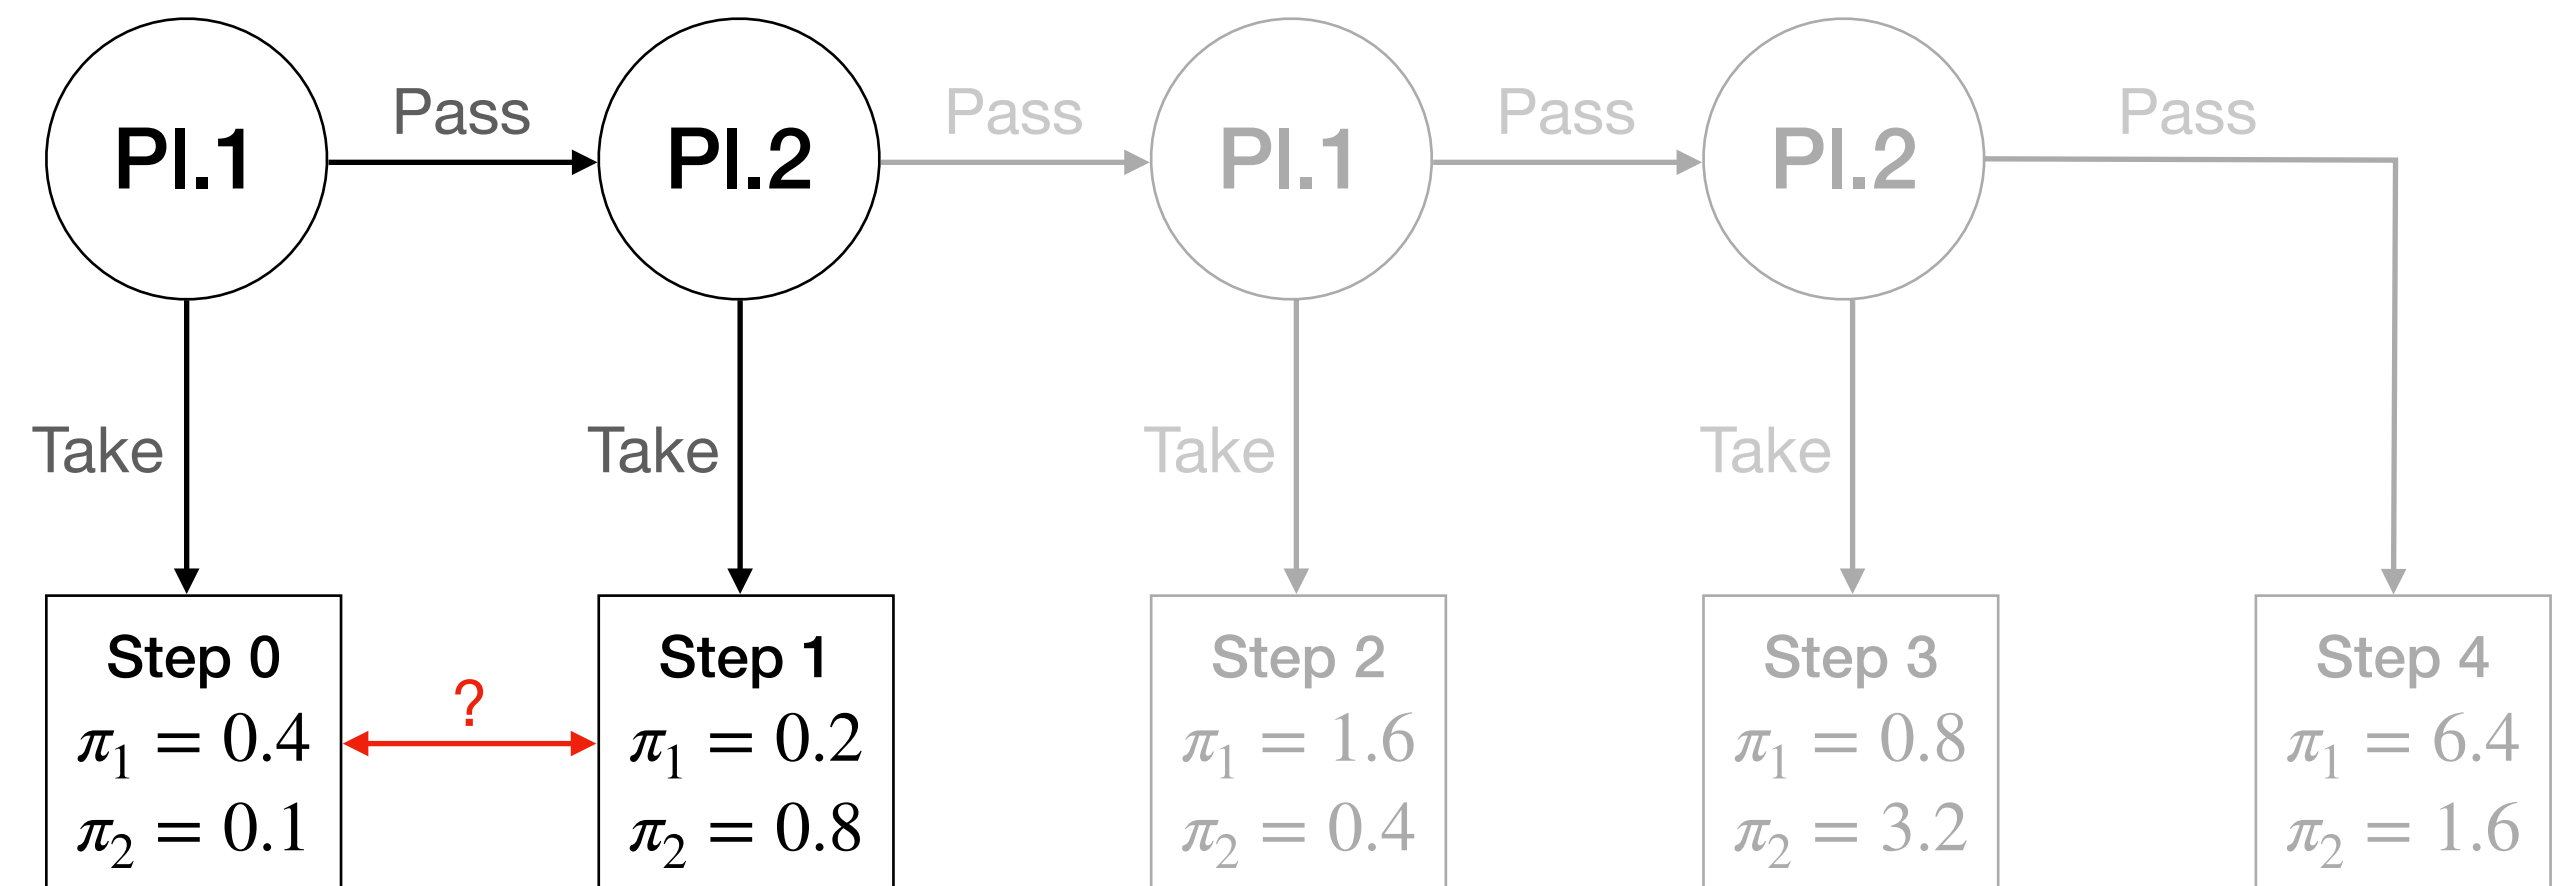 Pl.1
Pass
Pl.2
Pass
Pl.1
Pass
Pl.2
Pass
Take
Take
Take
Take
Step 0
π₁ = 0.4
π₂ = 0.1
?
Step 1
π₁ = 0.2
π₂ = 0.8
Step 2
π₁ = 1.6
π₂ = 0.4
Step 3
π₁ = 0.8
π₂ = 3.2
Step 4
π₁ = 6.4
π₂ = 1.6